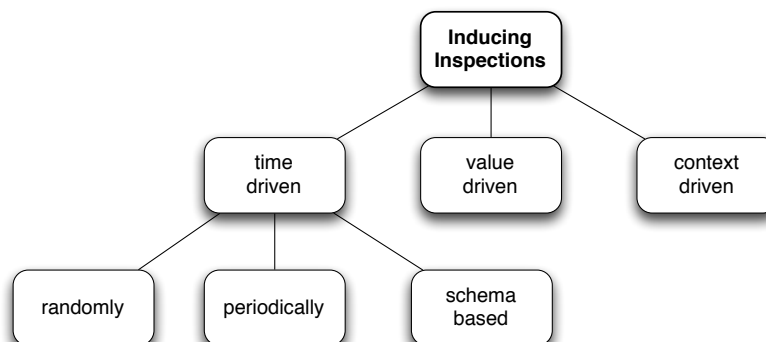 Inducing
Inspections
time
driven
value
driven
context
driven
randomly
periodically
schema
based